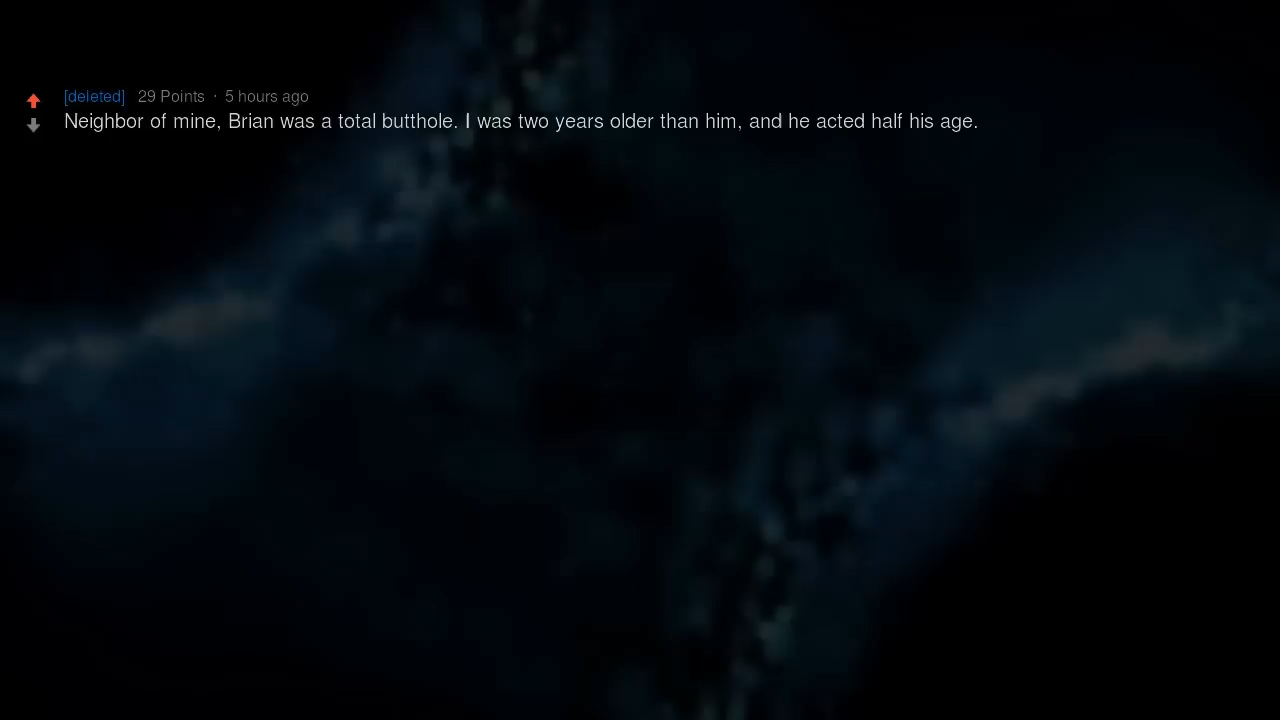 [deleted] 29 Points · 5 hours ago
Neighbor of mine, Brian was a total butthole. I was two years older than him, and he acted half his age.